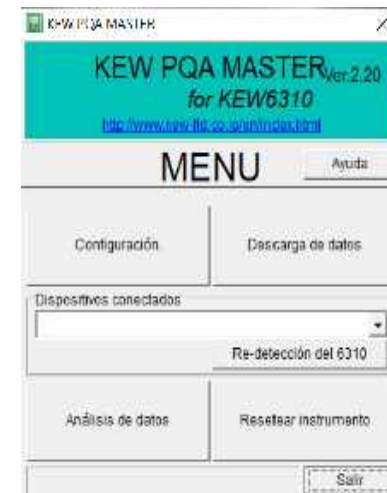 KEW PQA MASTER
KEW PQA MASTER Ver.2.20
for KEW6310
MENU
Ayuda
Configuración
Descarga de datos
Dispositivos conectados
Re-detección del 6310
Análisis de datos
Resetear instrumento
Salir